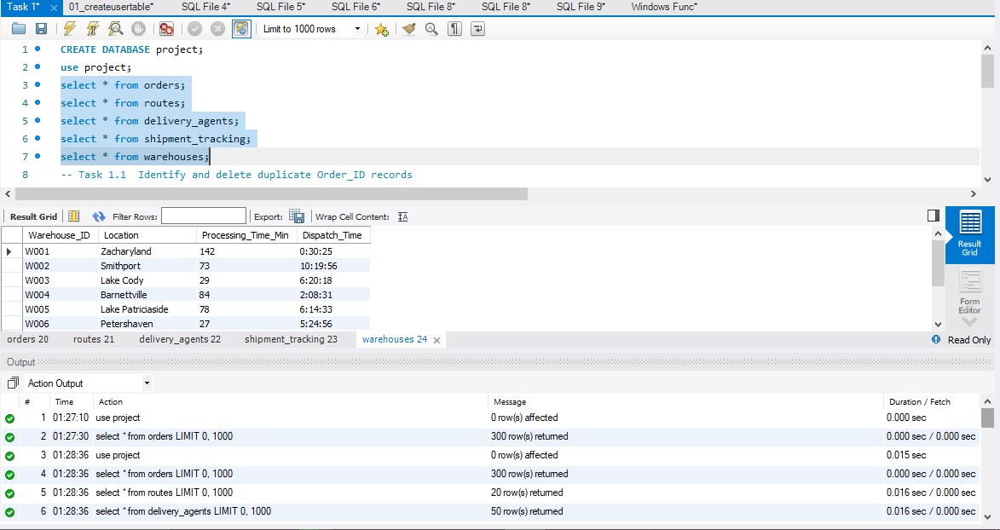 Task 1* × 01_createusertable* SQL File 4* SQL File 5* SQL File 6* SQL File 8* SQL File 8* SQL File 9* Windows Func*
Limit to 1000 rows
1 CREATE DATABASE project;
2 use project;
3 select * from orders;
4 select * from routes;
5 select * from delivery_agents;
6 select * from shipment_tracking;
7 select * from warehouses;
8 -- Task 1.1 Identify and delete duplicate Order_ID records
Result Grid Filter Rows: Export: Wrap Cell Content:
Warehouse_ID Location Processing_Time_Min Dispatch_Time
W001 Zacharyland 142 0:30:25
W002 Smithport 73 10:19:56
W003 Lake Cody 29 6:20:18
W004 Barnettville 84 2:08:31
W005 Lake Patriciaside 78 6:14:33
W006 Petershaven 27 5:24:56
Result
Grid
Form
Editor
orders 20 routes 21 delivery_agents 22 shipment_tracking 23 warehouses 24 × Read Only
Output
Action Output
# Time Action Message Duration / Fetch
1 01:27:10 use project 0 row(s) affected 0.000 sec
2 01:27:30 select * from orders LIMIT 0, 1000 300 row(s) returned 0.000 sec / 0.000 sec
3 01:28:36 use project 0 row(s) affected 0.015 sec
4 01:28:36 select * from orders LIMIT 0, 1000 300 row(s) returned 0.000 sec / 0.000 sec
5 01:28:36 select * from routes LIMIT 0, 1000 20 row(s) returned 0.016 sec / 0.000 sec
6 01:28:36 select * from delivery_agents LIMIT 0, 1000 50 row(s) returned 0.016 sec / 0.000 sec